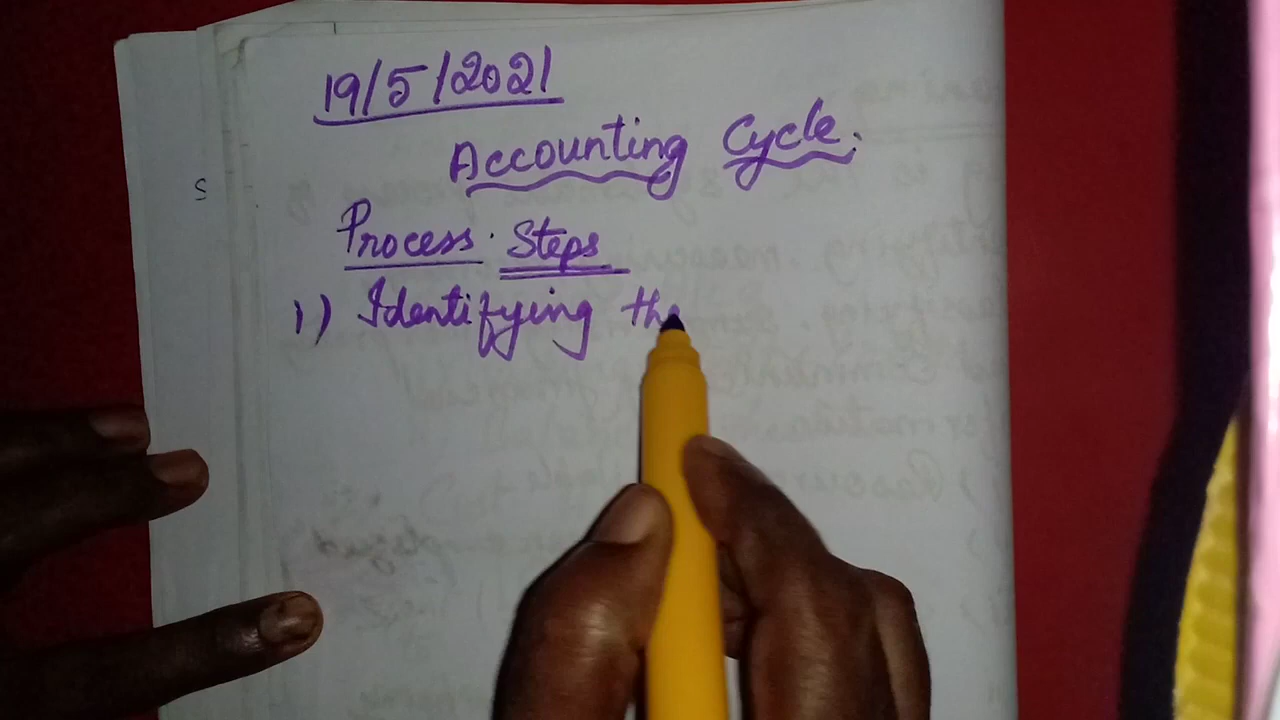 19/5/2021
Accounting Cycle.
Process. Steps
1) Identifying the
S